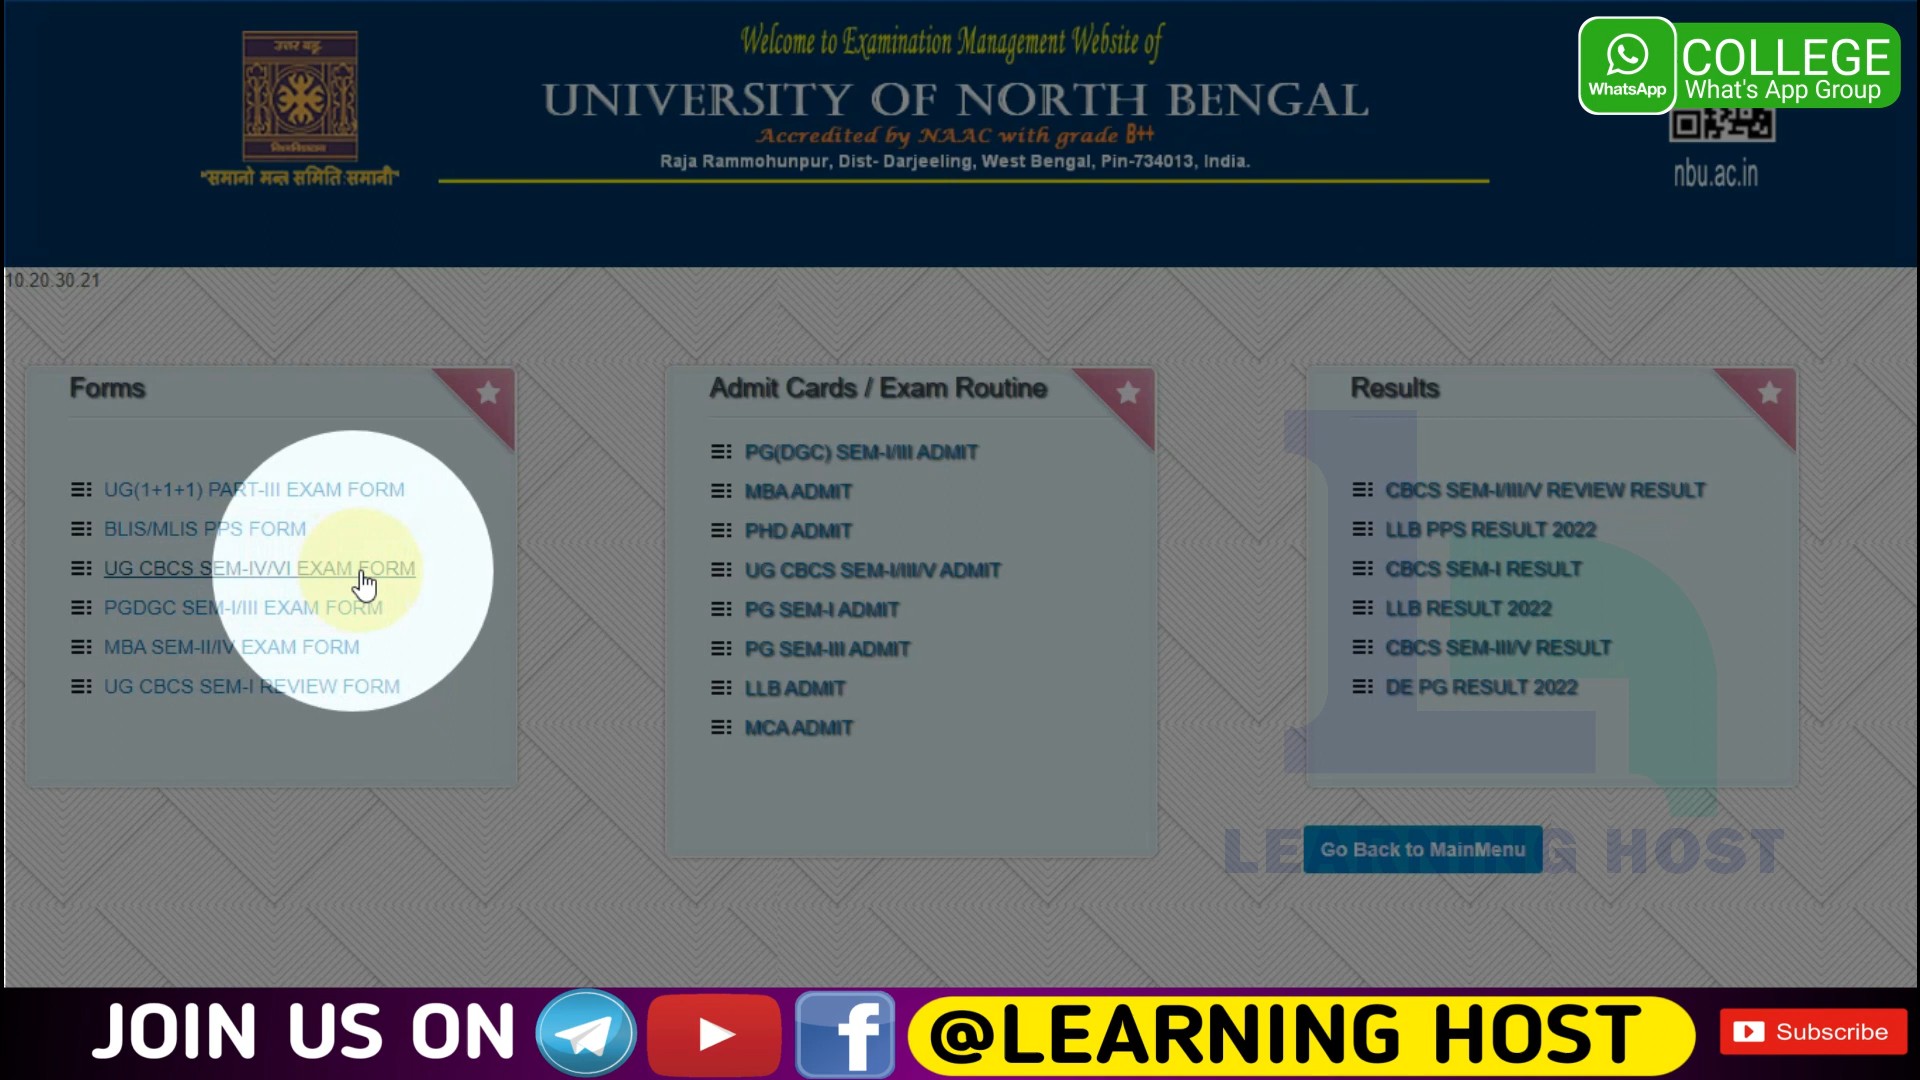 उत्तर बङ्ग
विश्वविद्यालयः
"समानो मन्त्र समिति समानी"
Welcome to Examination Management Website of
UNIVERSITY OF NORTH BENGAL
Accredited by NAAC with grade B++
Raja Rammohunpur, Dist- Darjeeling, West Bengal, Pin-734013, India.
WhatsApp
COLLEGE
What's App Group
nbu.ac.in
10.20.30.21
Forms
UG(1+1+1) PART-III EXAM FORM
BLIS/MLIS PPS FORM
UG CBCS SEM-IV/VI EXAM FORM
PGDGC SEM-I/III EXAM FORM
MBA SEM-II/IV EXAM FORM
UG CBCS SEM-I REVIEW FORM
Admit Cards / Exam Routine
PG(DGC) SEM-I/III ADMIT
MBA ADMIT
PHD ADMIT
UG CBCS SEM-I/III/V ADMIT
PG SEM-I ADMIT
PG SEM-III ADMIT
LLB ADMIT
MCA ADMIT
Results
CBCS SEM-I/III/V REVIEW RESULT
LLB PPS RESULT 2022
CBCS SEM-I RESULT
LLB RESULT 2022
CBCS SEM-III/V RESULT
DE PG RESULT 2022
LEARNING HOST
Go Back to MainMenu
JOIN US ON
@LEARNING HOST
Subscribe